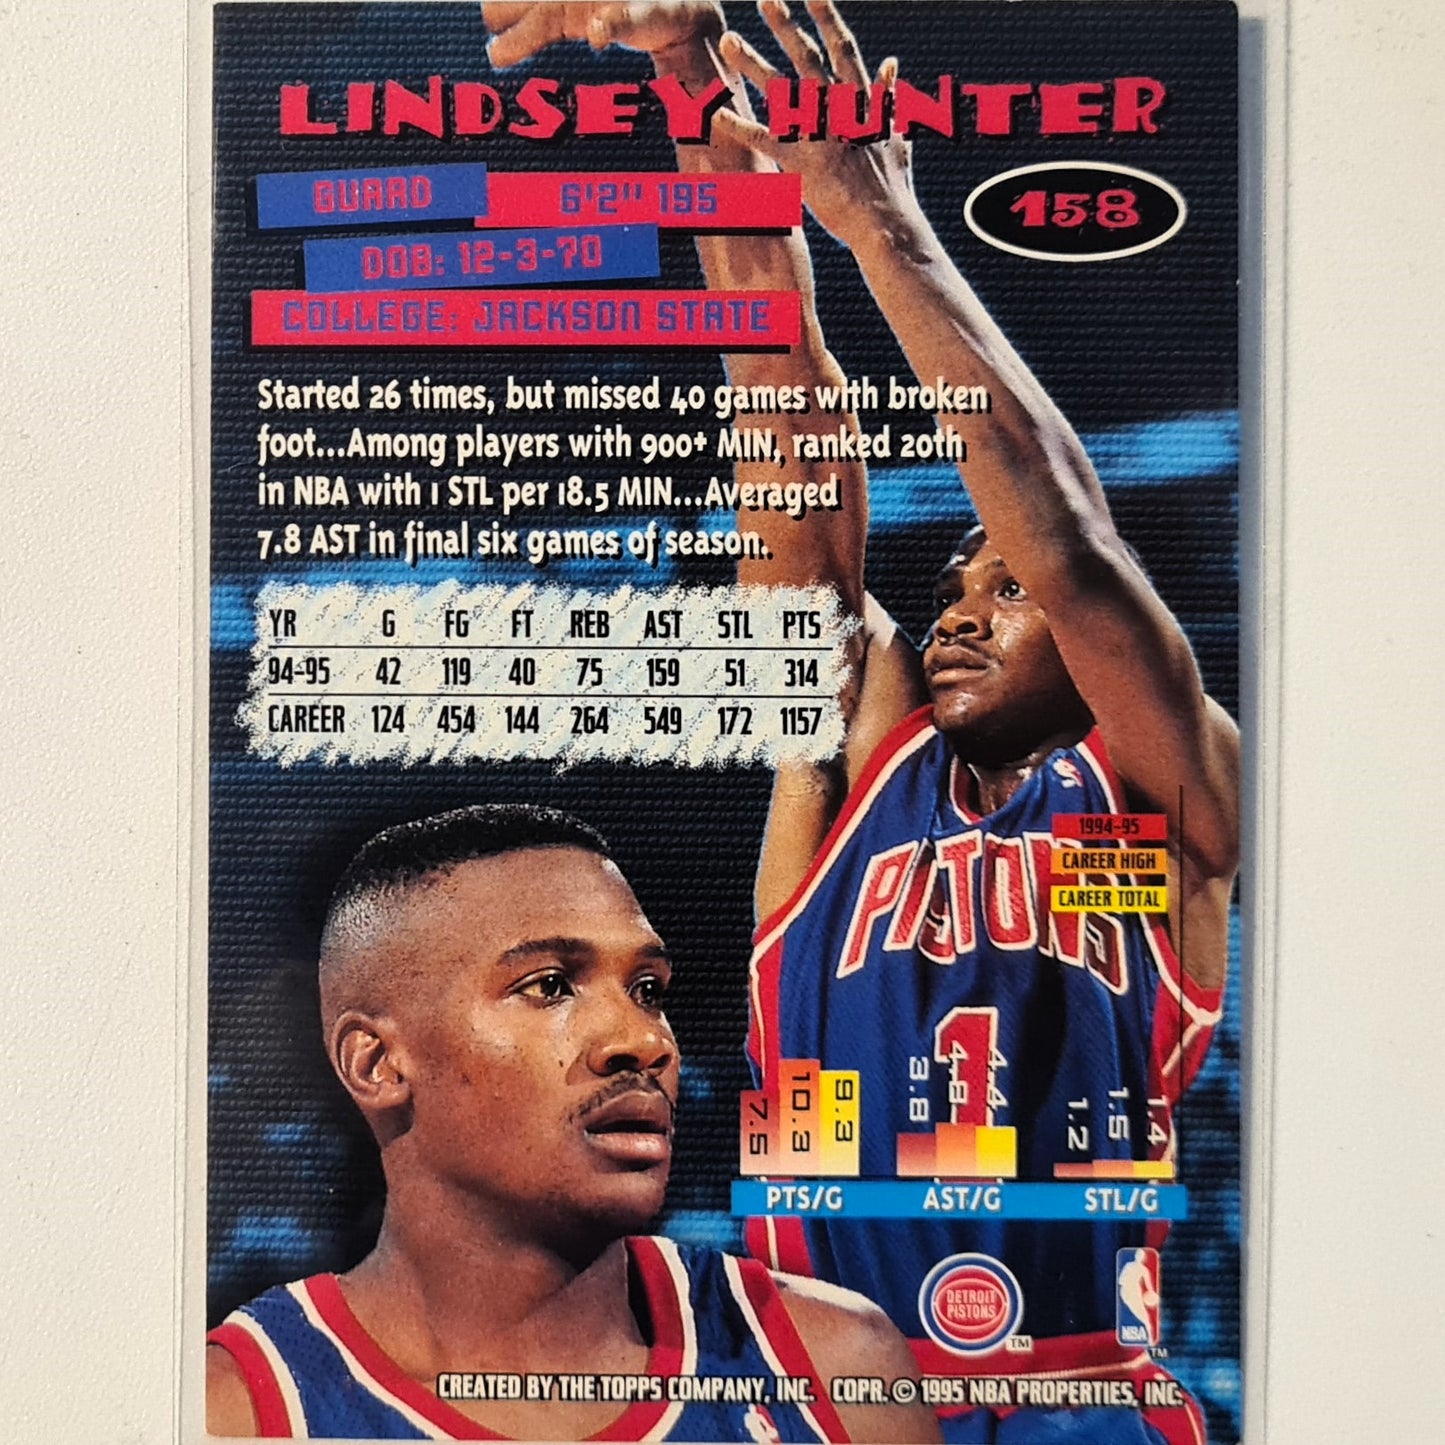 LINDSEY HUNTER
158
GUARD
6'2" 195
DOB: 12-3-70
COLLEGE: JACKSON STATE
Started 26 times, but missed 40 games with broken
foot...Among players with 900+ MIN, ranked 20th
in NBA with 1 STL per 18.5 MIN...Averaged
7.8 AST in final six games of season.
YR G FG FT REB AST STL PTS
94-95 42 119 40 75 159 51 314
CAREER 124 454 144 264 549 172 1157
PISTONS
1
1994-95
CAREER HIGH
CAREER TOTAL
7.5 10.3 9.3
3.8 4.8 4.4
1.2 1.5 1.4
PTS/G AST/G STL/G
DETROIT
PISTONS
TM
NBA
TM
CREATED BY THE TOPPS COMPANY, INC. COPR. © 1995 NBA PROPERTIES, INC.